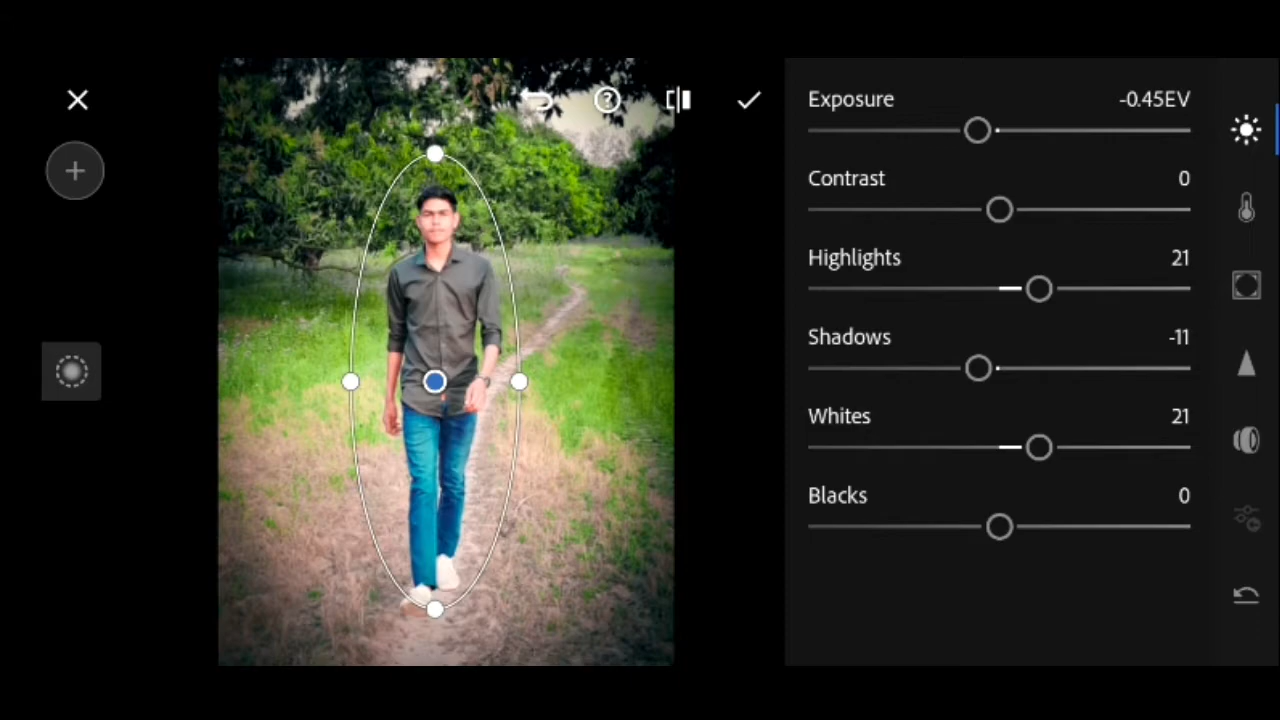 Exposure -0.45EV
Contrast 0
Highlights 21
Shadows -11
Whites 21
Blacks 0